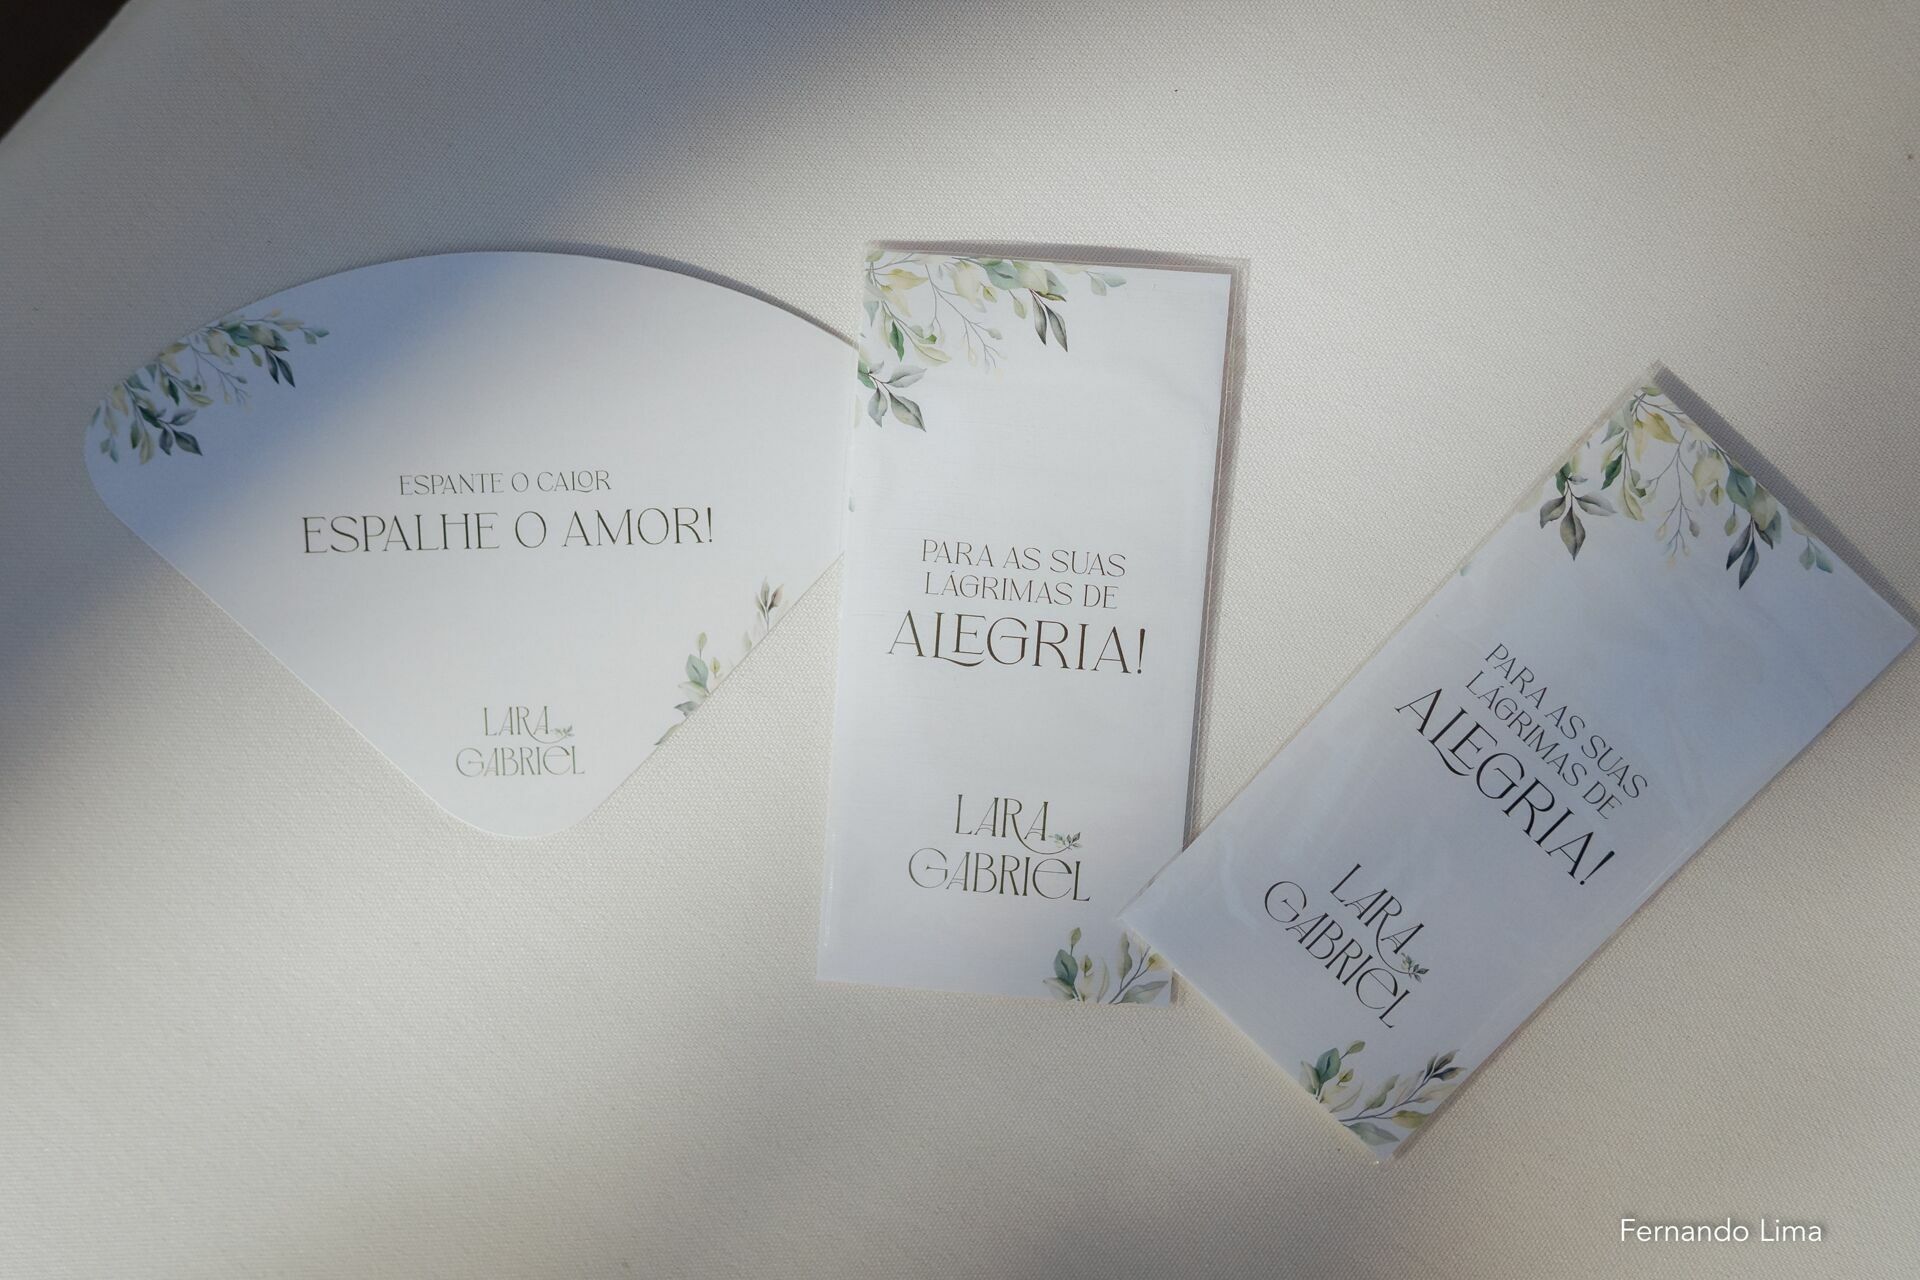 ESPANTE O CALOR
ESPALHE O AMOR!
LARA
GABRIEL
PARA AS SUAS
LÁGRIMAS DE
ALEGRIA!
LARA
GABRIEL
PARA AS SUAS
LÁGRIMAS DE
ALEGRIA!
LARA
GABRIEL
Fernando Lima